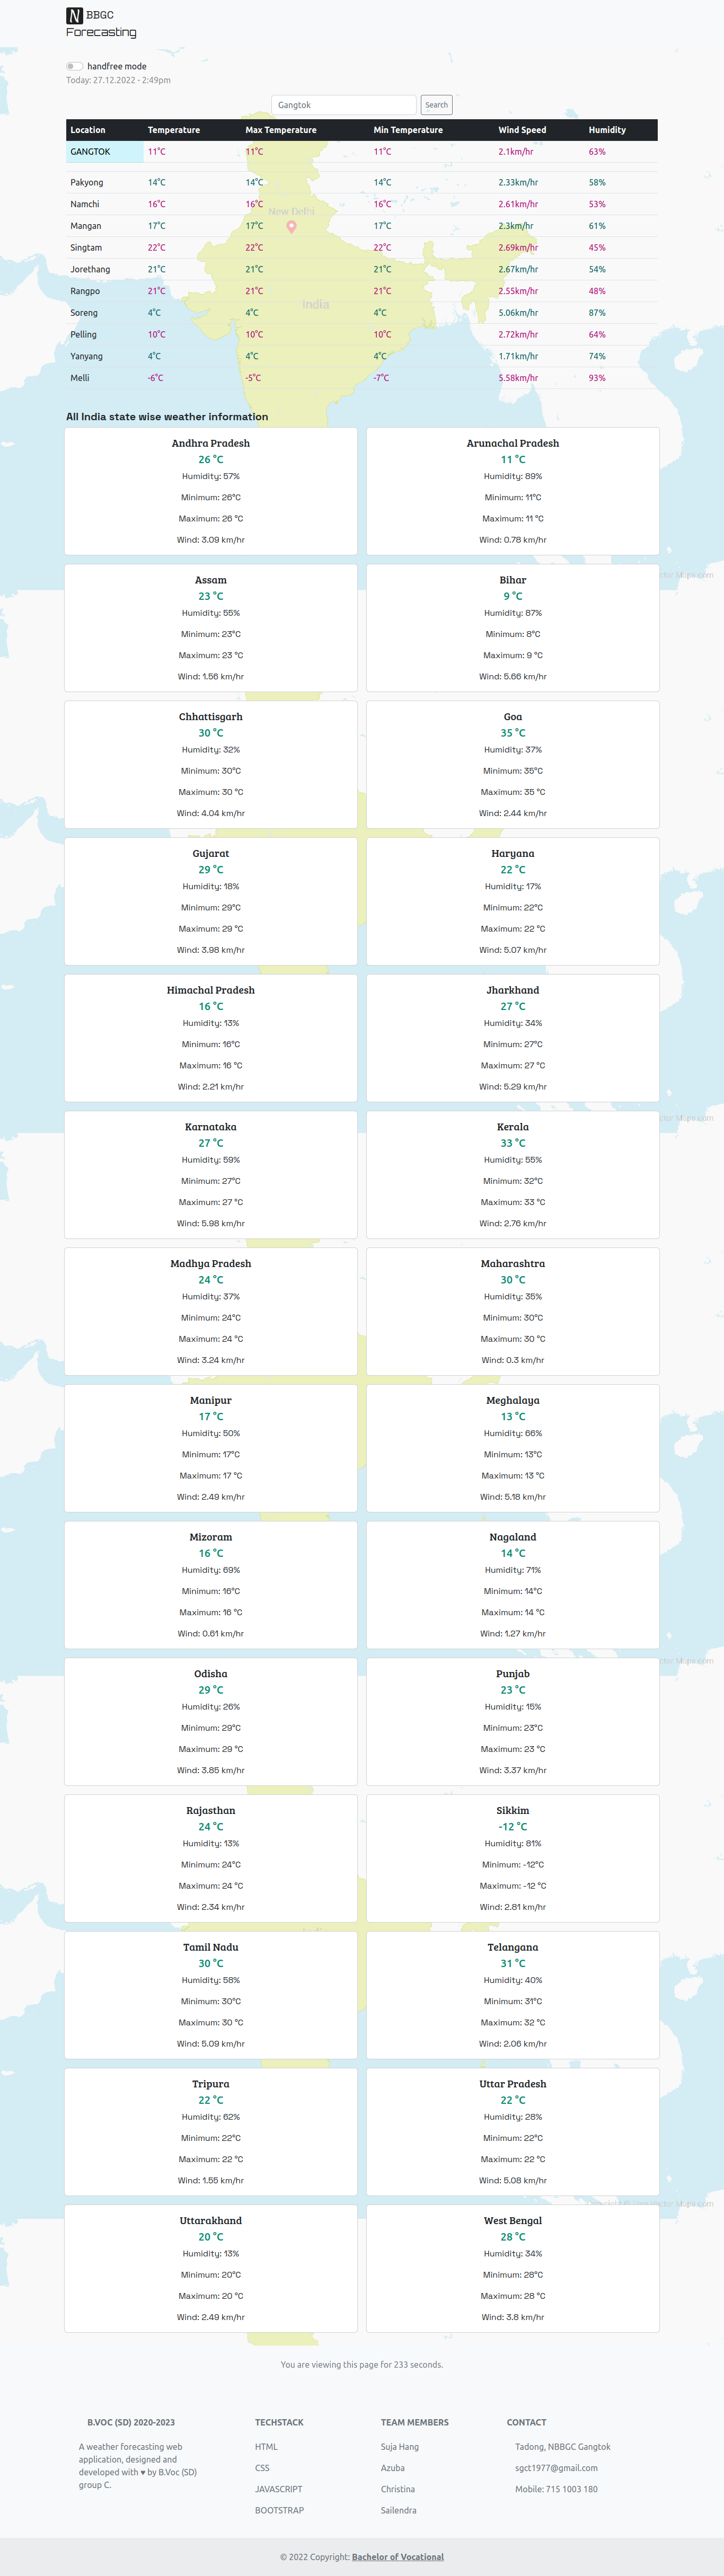 N BBGC
Forecasting
handfree mode
Today: 27.12.2022 - 2:49pm
Gangtok Search
Location Temperature Max Temperature Min Temperature Wind Speed Humidity
GANGTOK 11°C 11°C 11°C 2.1km/hr 63%
Pakyong 14°C 14°C 14°C 2.33km/hr 58%
Namchi 16°C 16°C 16°C 2.61km/hr 53%
New Delhi
Mangan 17°C 17°C 17°C 2.3km/hr 61%
Singtam 22°C 22°C 22°C 2.69km/hr 45%
Jorethang 21°C 21°C 21°C 2.67km/hr 54%
Rangpo 21°C 21°C 21°C 2.55km/hr 48%
India
Soreng 4°C 4°C 4°C 5.06km/hr 87%
Pelling 10°C 10°C 10°C 2.72km/hr 64%
Yanyang 4°C 4°C 4°C 1.71km/hr 74%
Melli -6°C -5°C -7°C 5.58km/hr 93%
All India state wise weather information
Andhra Pradesh
26 °C
Humidity: 57%
Minimum: 26°C
Maximum: 26 °C
Wind: 3.09 km/hr
Arunachal Pradesh
11 °C
Humidity: 89%
Minimum: 11°C
Maximum: 11 °C
Wind: 0.78 km/hr
Assam
23 °C
Humidity: 55%
Minimum: 23°C
Maximum: 23 °C
Wind: 1.56 km/hr
Bihar
9 °C
Humidity: 87%
Minimum: 8°C
Maximum: 9 °C
Wind: 5.66 km/hr
Chhattisgarh
30 °C
Humidity: 32%
Minimum: 30°C
Maximum: 30 °C
Wind: 4.04 km/hr
Goa
35 °C
Humidity: 37%
Minimum: 35°C
Maximum: 35 °C
Wind: 2.44 km/hr
Gujarat
29 °C
Humidity: 18%
Minimum: 29°C
Maximum: 29 °C
Wind: 3.98 km/hr
Haryana
22 °C
Humidity: 17%
Minimum: 22°C
Maximum: 22 °C
Wind: 5.07 km/hr
Himachal Pradesh
16 °C
Humidity: 13%
Minimum: 16°C
Maximum: 16 °C
Wind: 2.21 km/hr
Jharkhand
27 °C
Humidity: 34%
Minimum: 27°C
Maximum: 27 °C
Wind: 5.29 km/hr
Karnataka
27 °C
Humidity: 59%
Minimum: 27°C
Maximum: 27 °C
Wind: 5.98 km/hr
Kerala
33 °C
Humidity: 55%
Minimum: 32°C
Maximum: 33 °C
Wind: 2.76 km/hr
Madhya Pradesh
24 °C
Humidity: 37%
Minimum: 24°C
Maximum: 24 °C
Wind: 3.24 km/hr
Maharashtra
30 °C
Humidity: 35%
Minimum: 30°C
Maximum: 30 °C
Wind: 0.3 km/hr
Manipur
17 °C
Humidity: 50%
Minimum: 17°C
Maximum: 17 °C
Wind: 2.49 km/hr
Meghalaya
13 °C
Humidity: 66%
Minimum: 13°C
Maximum: 13 °C
Wind: 5.18 km/hr
Mizoram
16 °C
Humidity: 69%
Minimum: 16°C
Maximum: 16 °C
Wind: 0.61 km/hr
Nagaland
14 °C
Humidity: 71%
Minimum: 14°C
Maximum: 14 °C
Wind: 1.27 km/hr
Odisha
29 °C
Humidity: 26%
Minimum: 29°C
Maximum: 29 °C
Wind: 3.85 km/hr
Punjab
23 °C
Humidity: 15%
Minimum: 23°C
Maximum: 23 °C
Wind: 3.37 km/hr
Rajasthan
24 °C
Humidity: 13%
Minimum: 24°C
Maximum: 24 °C
Wind: 2.34 km/hr
Sikkim
-12 °C
Humidity: 81%
Minimum: -12°C
Maximum: -12 °C
Wind: 2.81 km/hr
Tamil Nadu
30 °C
Humidity: 58%
Minimum: 30°C
Maximum: 30 °C
Wind: 5.09 km/hr
Telangana
31 °C
Humidity: 40%
Minimum: 31°C
Maximum: 32 °C
Wind: 2.06 km/hr
Tripura
22 °C
Humidity: 62%
Minimum: 22°C
Maximum: 22 °C
Wind: 1.55 km/hr
Uttar Pradesh
22 °C
Humidity: 28%
Minimum: 22°C
Maximum: 22 °C
Wind: 5.08 km/hr
Uttarakhand
20 °C
Humidity: 13%
Minimum: 20°C
Maximum: 20 °C
Wind: 2.49 km/hr
West Bengal
28 °C
Humidity: 34%
Minimum: 28°C
Maximum: 28 °C
Wind: 3.8 km/hr
You are viewing this page for 233 seconds.
B.VOC (SD) 2020-2023
A weather forecasting web
application, designed and
developed with ♥ by B.Voc (SD)
group C.
TECHSTACK
HTML
CSS
JAVASCRIPT
BOOTSTRAP
TEAM MEMBERS
Suja Hang
Azuba
Christina
Sailendra
CONTACT
Tadong, NBBGC Gangtok
sgct1977@gmail.com
Mobile: 715 1003 180
© 2022 Copyright: Bachelor of Vocational